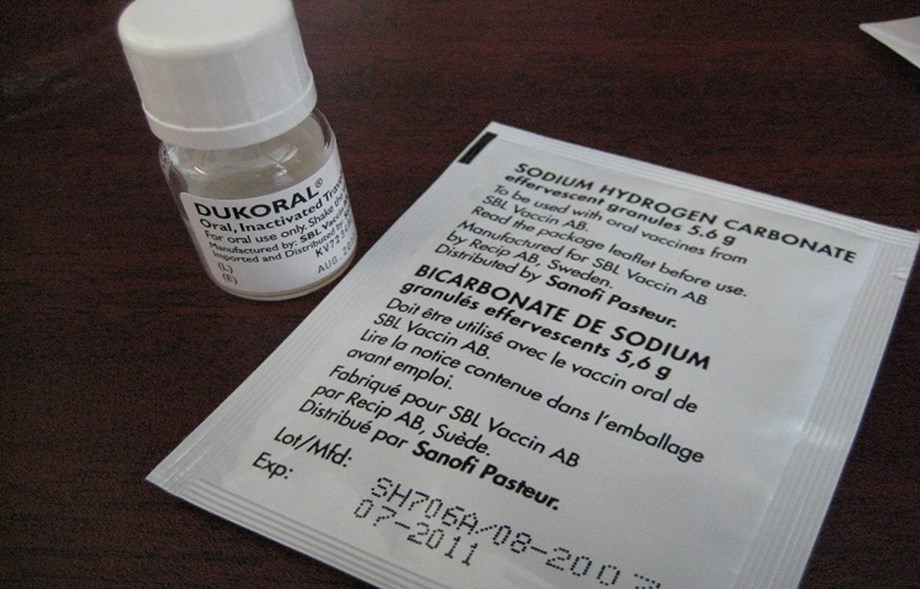 DUKORAL®
Oral, Inactivated
For oral use only. Shake the
Manufactured by: SBL
Imported and Distributed by
(L)
(E)
AUG.
SODIUM HYDROGEN CARBONATE
effervescent granules 5.6 g
To be used with oral vaccines from
SBL Vaccin AB.
Read the package leaflet before use.
Manufactured for SBL Vaccin AB
by Recip AB, Sweden.
Distributed by Sanofi Pasteur.
BICARBONATE DE SODIUM
granulés effervescents 5,6 g
Doit être utilisé avec le vaccin oral de
SBL Vaccin AB.
Lire la notice contenue dans l'emballage
avant emploi.
Fabriqué pour SBL Vaccin AB
par Recip AB, Suède.
Distribué par Sanofi Pasteur.
Lot/Mfd:
Exp:
SH706A/08-2007
07-2011